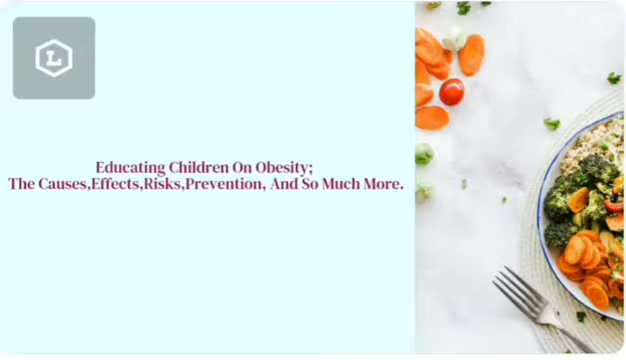 L
Educating Children On Obesity;
The Causes,Effects,Risks,Prevention, And So Much More.